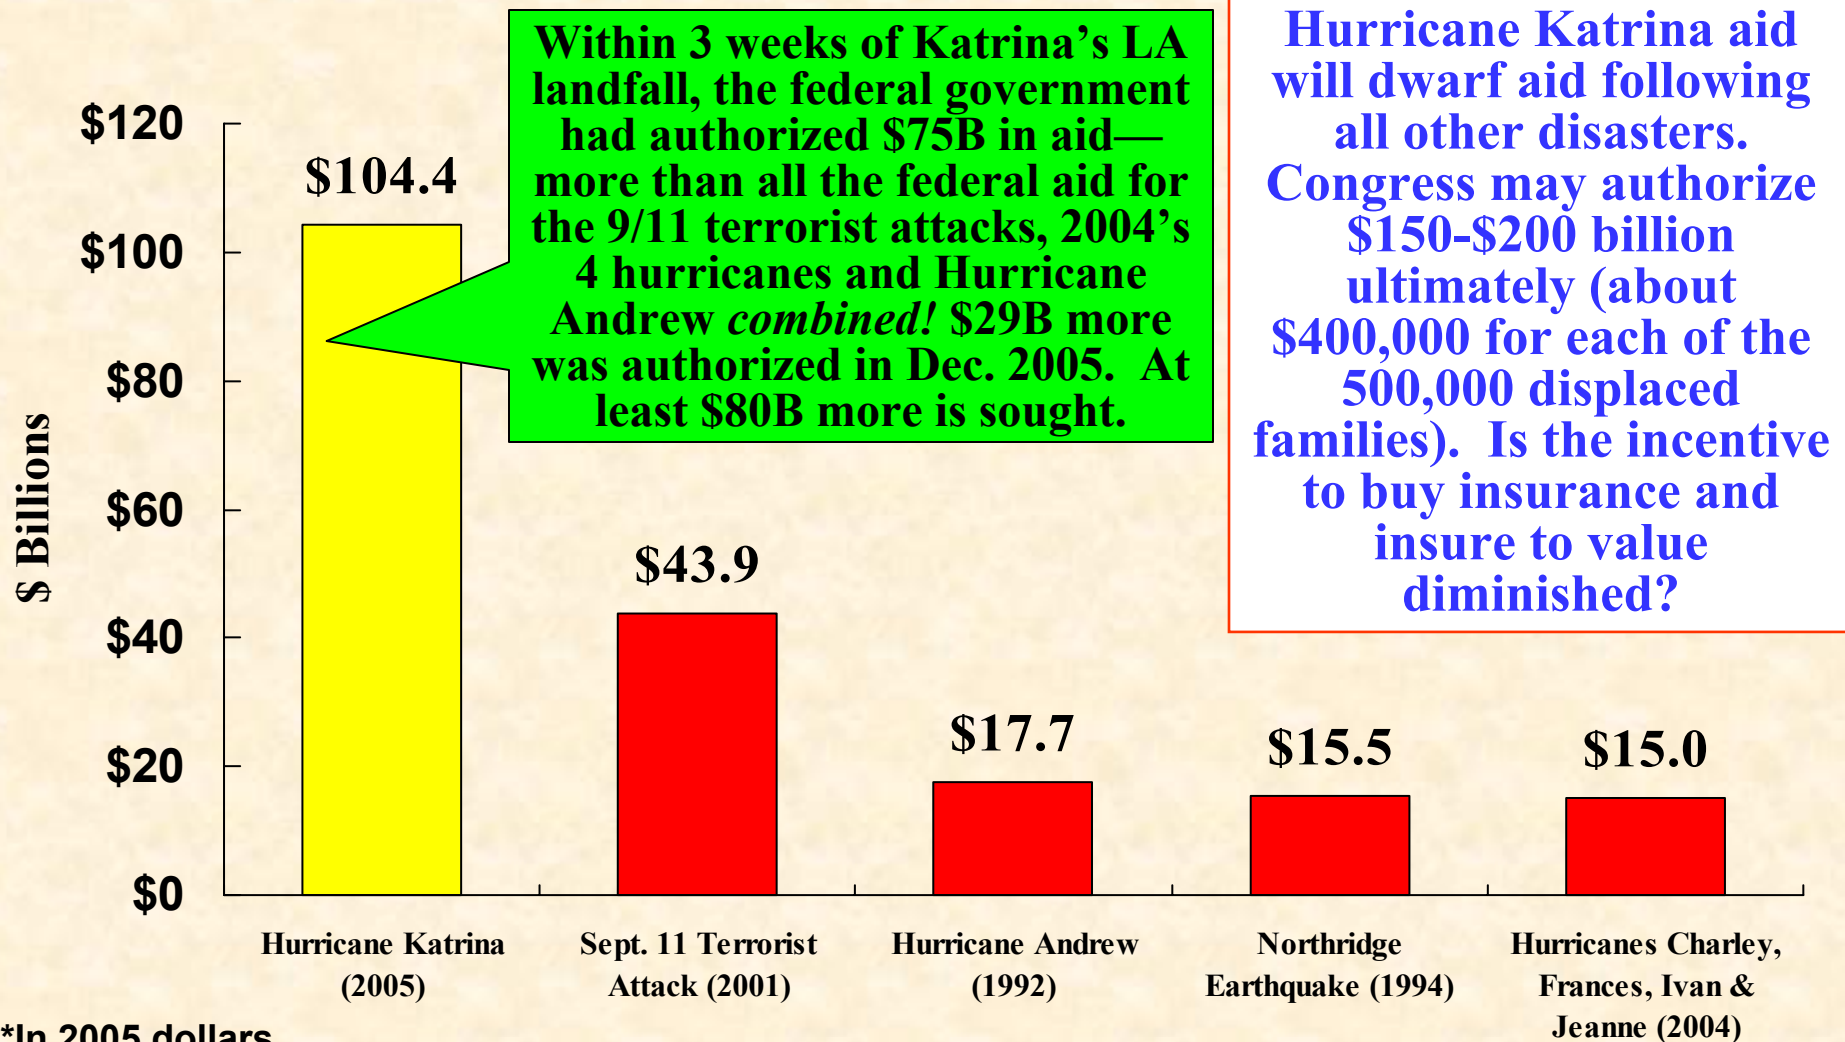 Within 3 weeks of Katrina’s LA
landfall, the federal government
had authorized $75B in aid—
more than all the federal aid for
the 9/11 terrorist attacks, 2004’s
4 hurricanes and Hurricane
Andrew combined! $29B more
was authorized in Dec. 2005.  At
least $80B more is sought.
Hurricane Katrina aid
will dwarf aid following
all other disasters.
Congress may authorize
$150-$200 billion
ultimately (about
$400,000 for each of the
500,000 displaced
families).  Is the incentive
to buy insurance and
insure to value
diminished?
$ Billions
$120
$100
$80
$60
$40
$20
$0
$104.4
$43.9
$17.7
$15.5
$15.0
Hurricane Katrina
(2005)
Sept. 11 Terrorist
Attack (2001)
Hurricane Andrew
(1992)
Northridge
Earthquake (1994)
Hurricanes Charley,
Frances, Ivan &
Jeanne (2004)
*In 2005 dollars